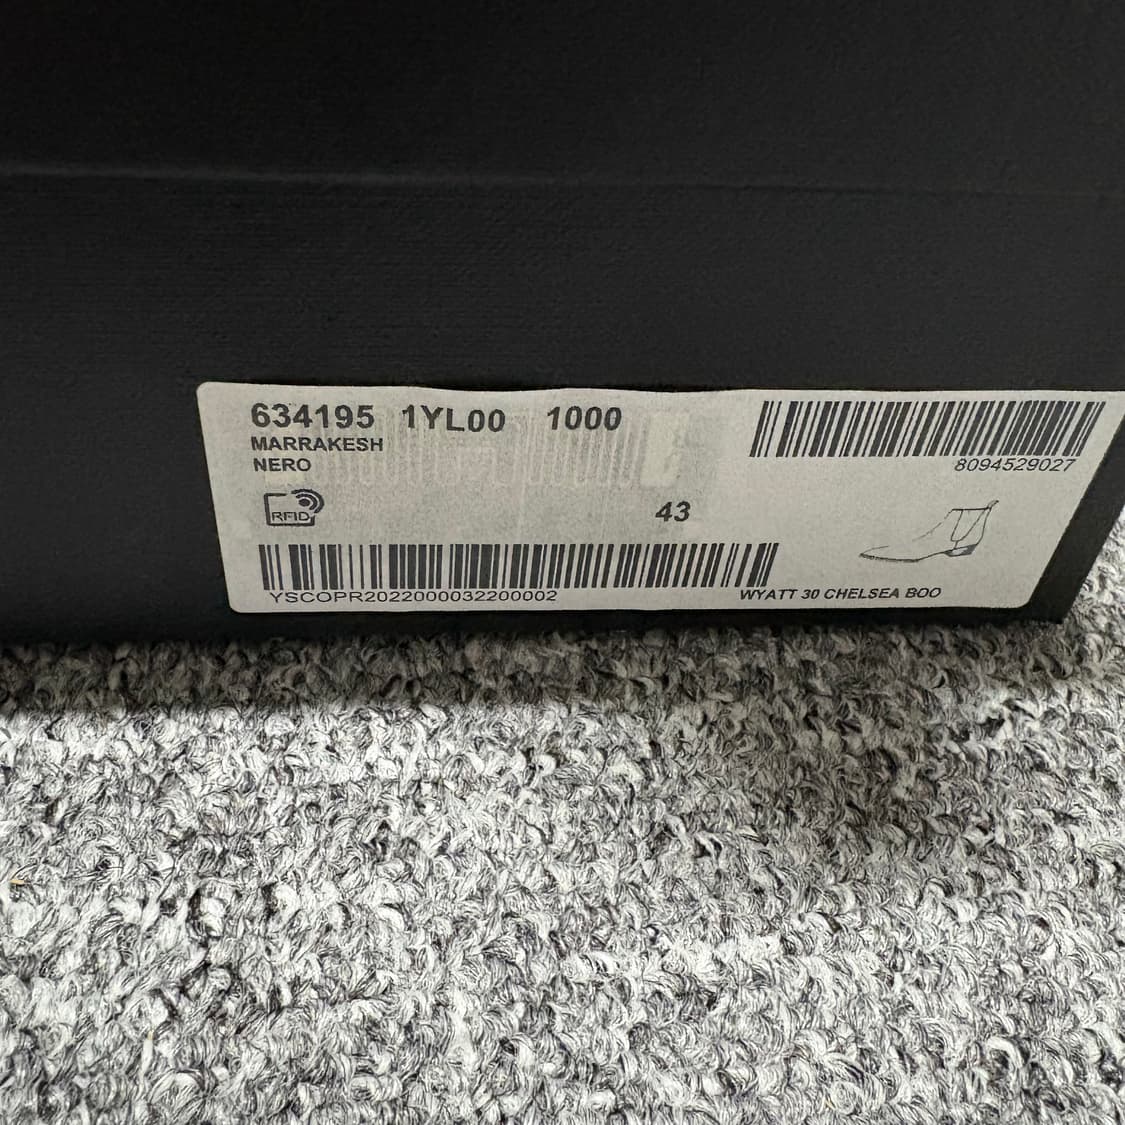 634195 1YL00 1000
MARRAKESH
NERO
8094529027
RFID
43
YSCOPR2022000032200002
WYATT 30 CHELSEA BOO